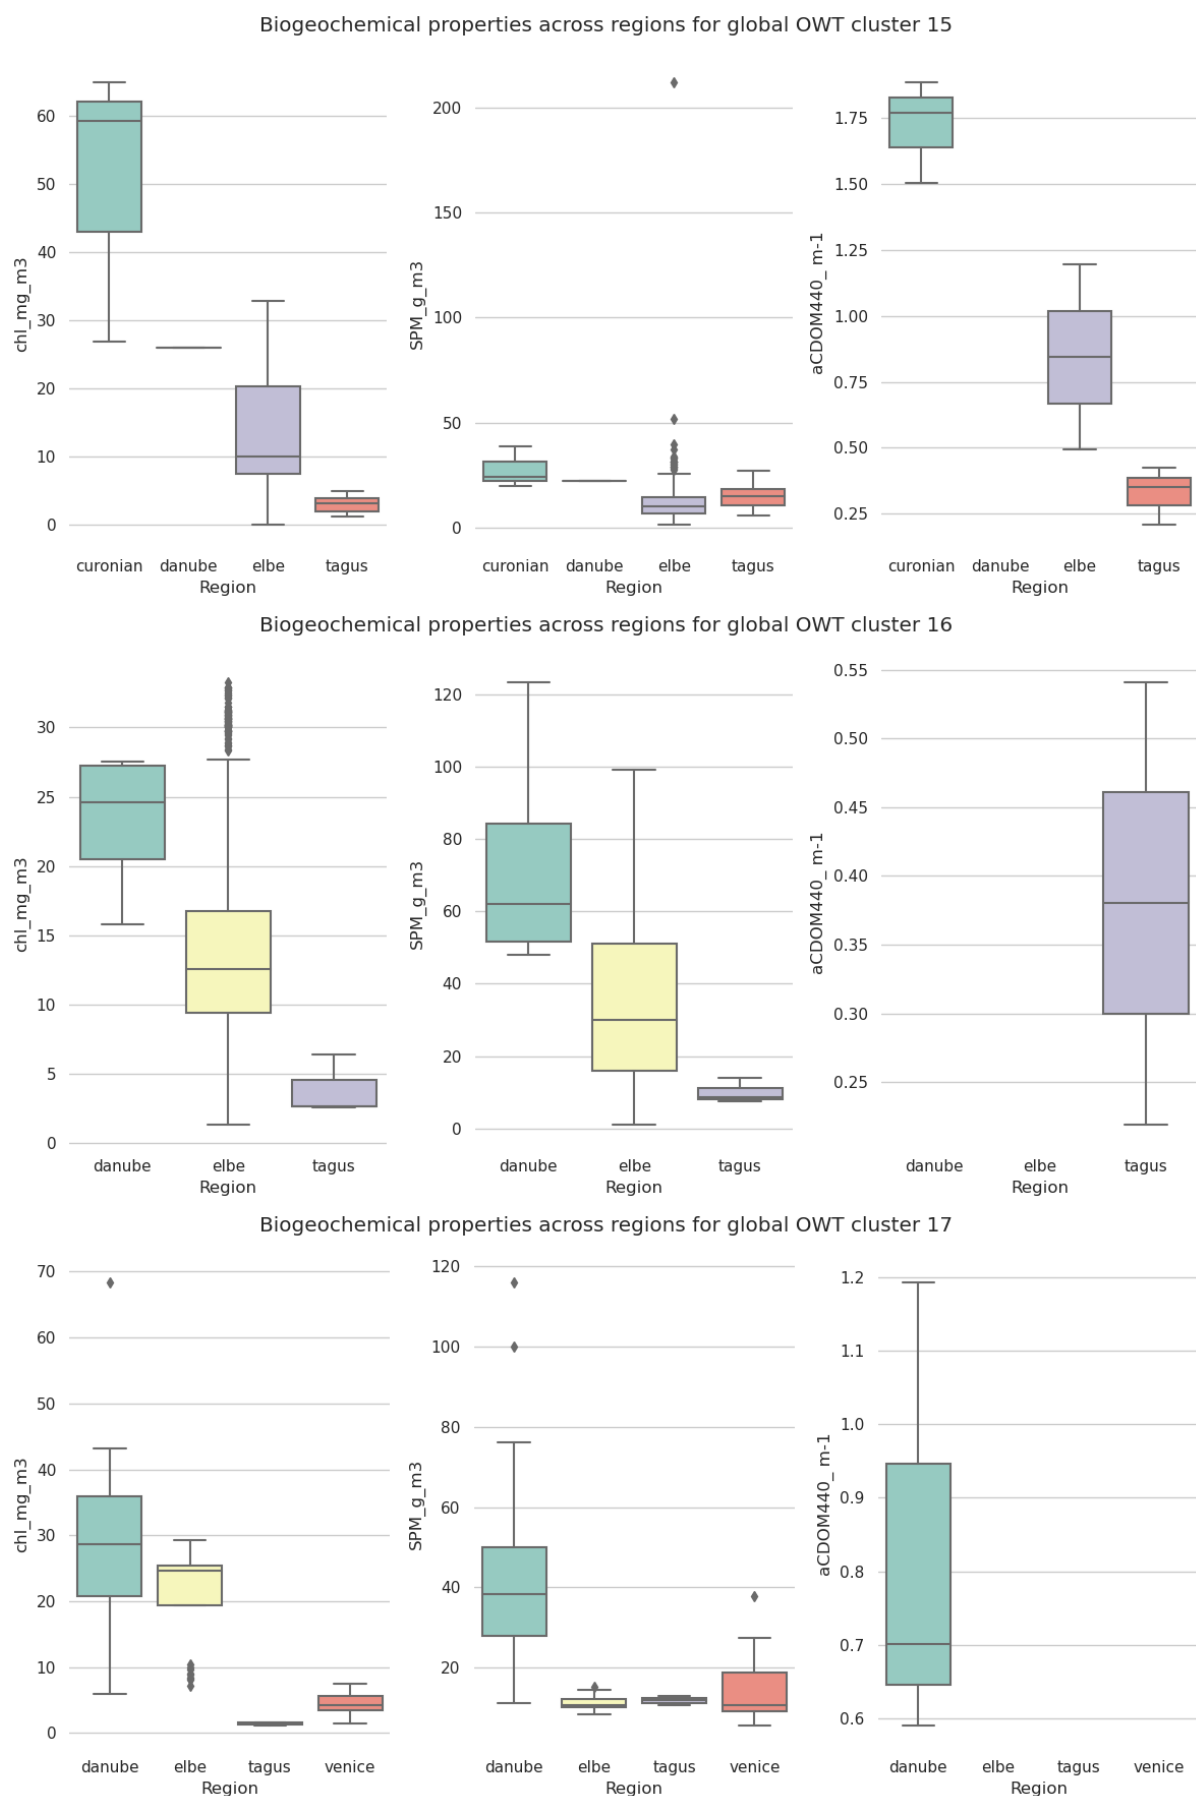 Biogeochemical properties across regions for global OWT cluster 15
chl_mg_m3
60
50
40
30
20
10
0
curonian danube elbe tagus
Region
SPM_g_m3
200
150
100
50
0
curonian danube elbe tagus
Region
aCDOM440_ m-1
1.75
1.50
1.25
1.00
0.75
0.50
0.25
curonian danube elbe tagus
Region
Biogeochemical properties across regions for global OWT cluster 16
chl_mg_m3
30
25
20
15
10
5
0
danube elbe tagus
Region
SPM_g_m3
120
100
80
60
40
20
0
danube elbe tagus
Region
aCDOM440_ m-1
0.55
0.50
0.45
0.40
0.35
0.30
0.25
danube elbe tagus
Region
Biogeochemical properties across regions for global OWT cluster 17
chl_mg_m3
70
60
50
40
30
20
10
0
danube elbe tagus venice
Region
SPM_g_m3
120
100
80
60
40
20
danube elbe tagus venice
Region
aCDOM440_ m-1
1.2
1.1
1.0
0.9
0.8
0.7
0.6
danube elbe tagus venice
Region